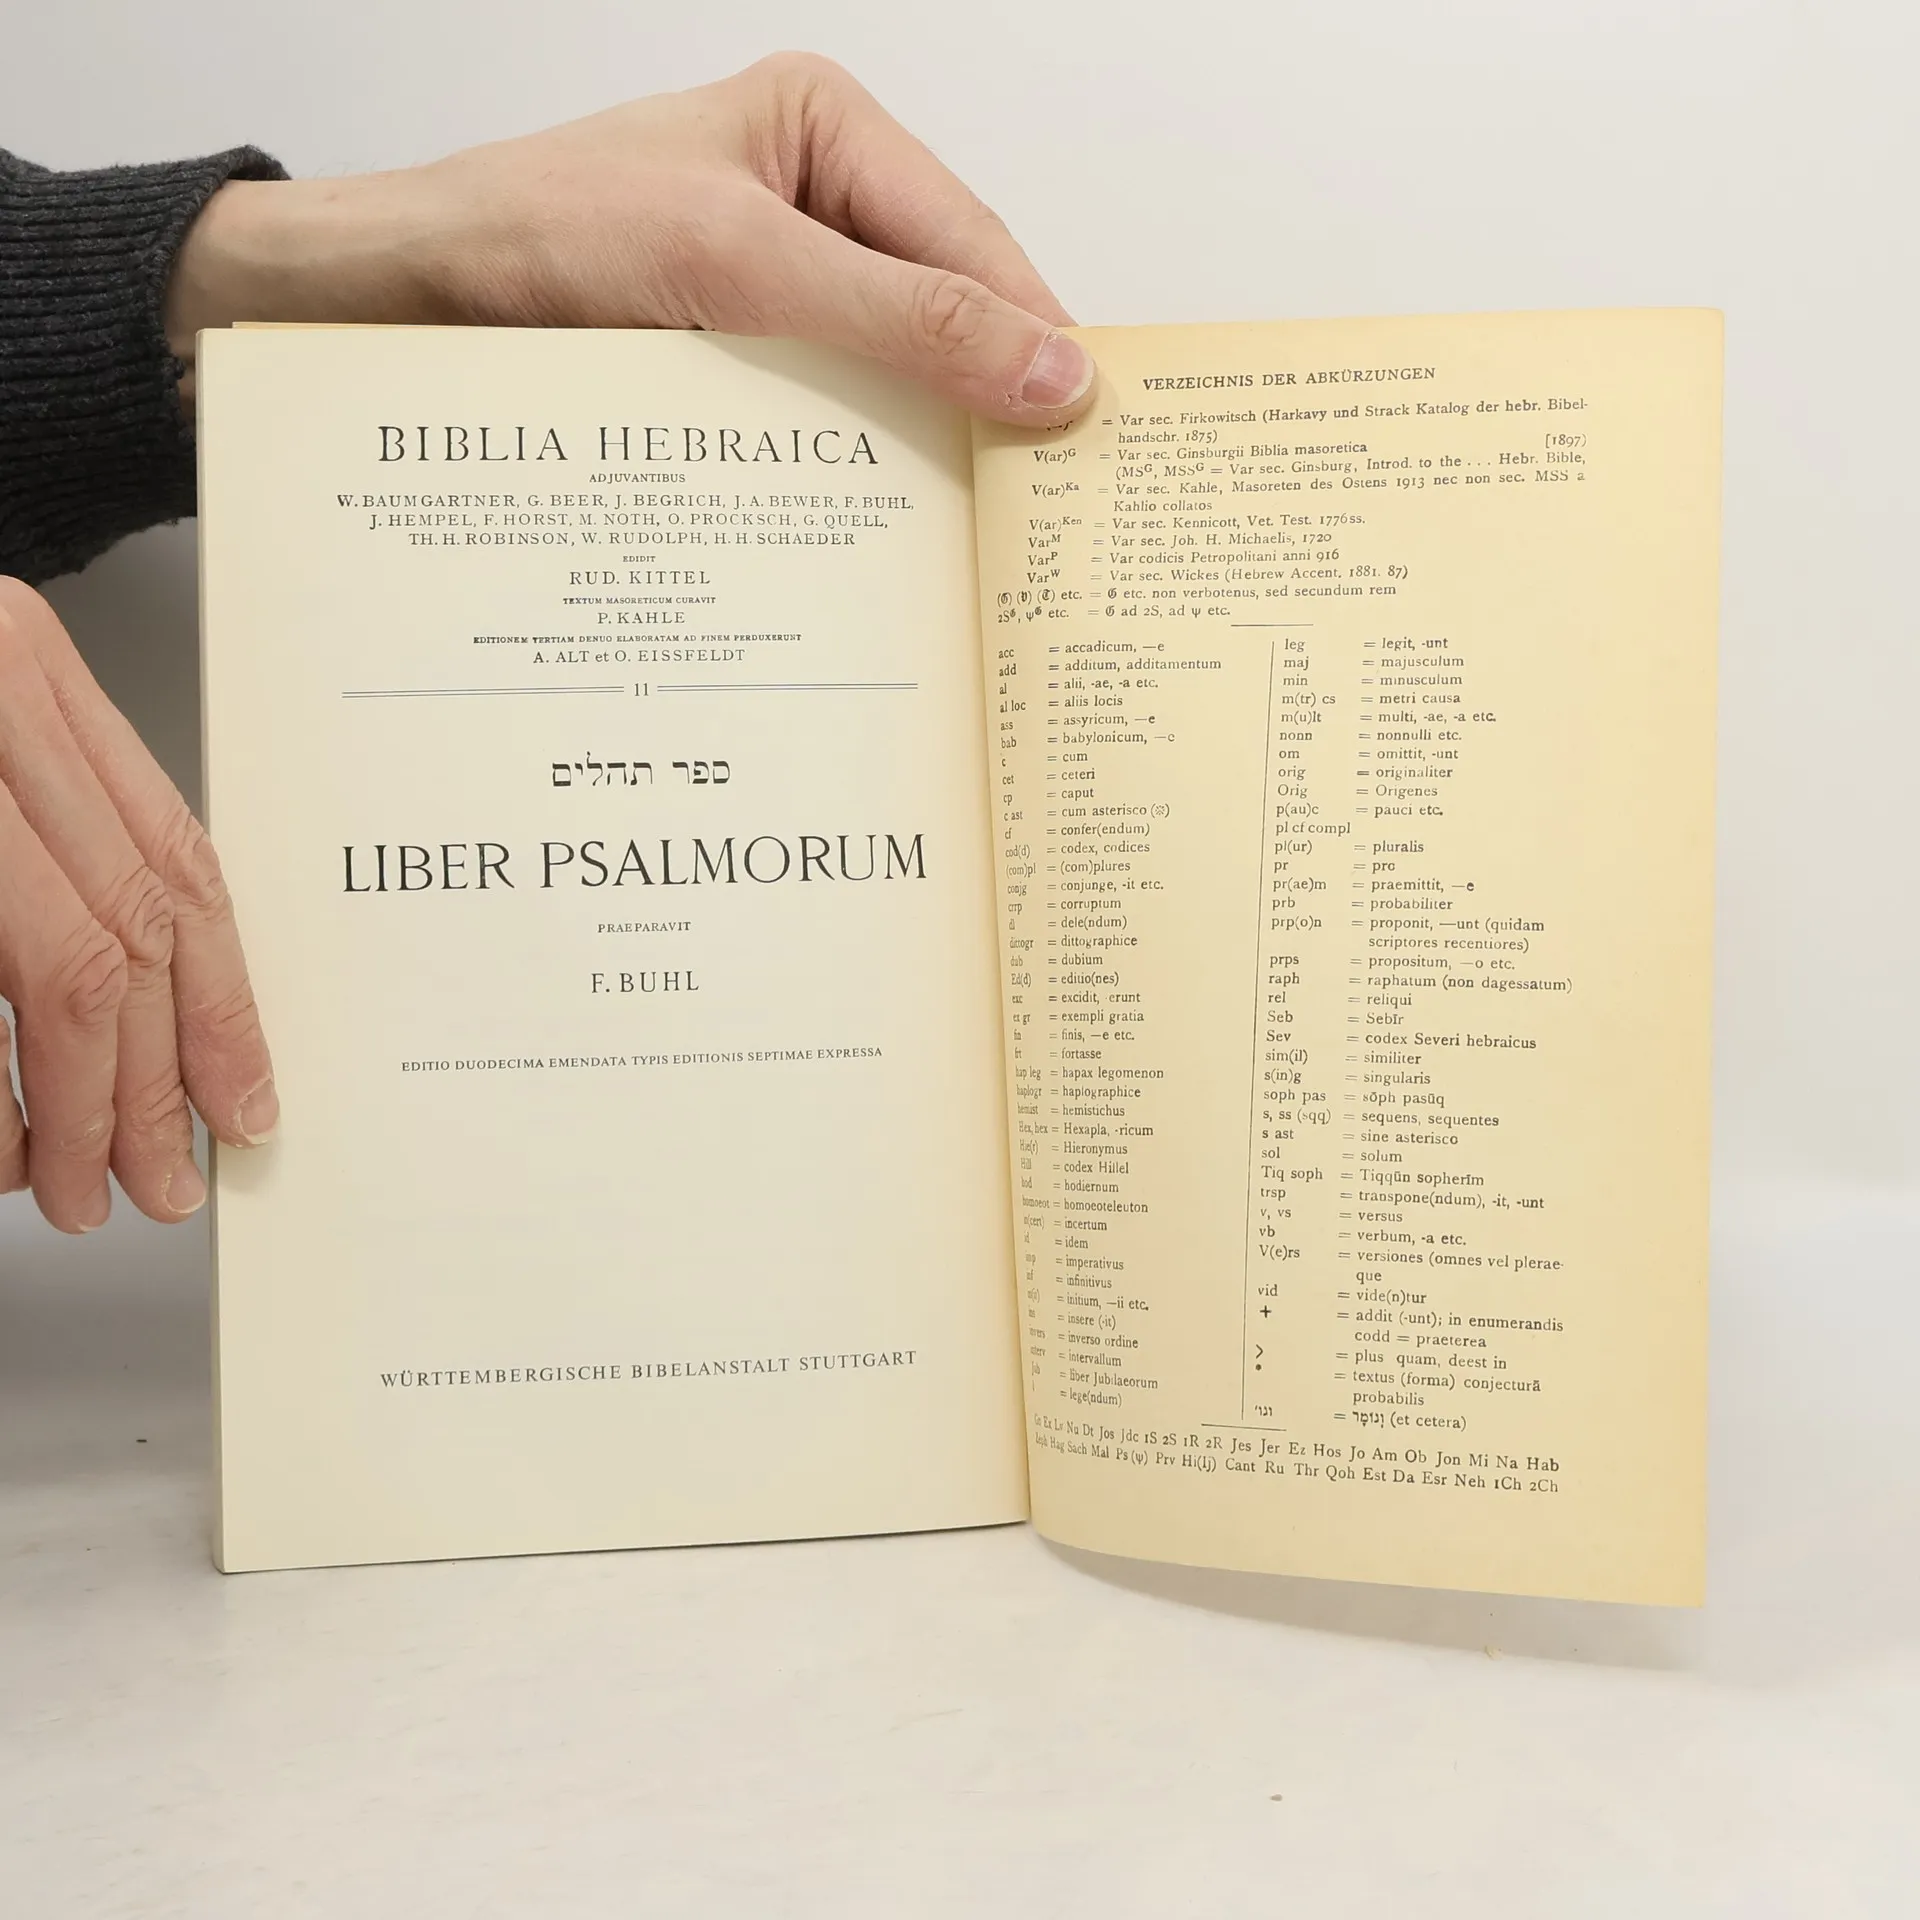 BIBLIA HEBRAICA
ADJUVANTIBUS
W. BAUMGARTNER, G. BEER, J. BEGRICH, J. A. BEWER, F. BUHL,
J. HEMPEL, F. HORST, M. NOTH, O. PROCKSCH, G. QUELL,
TH. H. ROBINSON, W. RUDOLPH, H. H. SCHAEDER
EDIDIT
RUD. KITTEL
TEXTUM MASORETICUM CURAVIT
P. KAHLE
EDITIONEM TERTIAM DENUO ELABORATAM AD FINEM PERDUXERUNT
A. ALT et O. EISSFELDT
11
ספר תהלים
LIBER PSALMORUM
PRAEPARAVIT
F. BUHL
EDITIO DUODECIMA EMENDATA TYPIS EDITIONIS SEPTIMAE EXPRESSA
WÜRTTEMBERGISCHE BIBELANSTALT STUTTGART
VERZEICHNIS DER ABKÜRZUNGEN
= Var sec. Firkowitsch (Harkavy und Strack Katalog der hebr. Bibel-
handschr. 1875)
V(ar)G = Var sec. Ginsburgii Biblia masoretica [1897)
(MSG, MSSG = Var sec. Ginsburg, Introd. to the . . . Hebr. Bible,
V(ar)Ka = Var sec. Kahle, Masoreten des Ostens 1913 nec non sec. MSS a
Kahlio collatos
V(ar)Ken = Var sec. Kennicott, Vet. Test. 1776ss.
VarM = Var sec. Joh. H. Michaelis, 1720
VarP = Var codicis Petropolitani anni 916
VarW = Var sec. Wickes (Hebrew Accent. 1881. 87)
(𝔊) (𝔙) (𝕮) etc. = 𝔊 etc. non verbotenus, sed secundum rem
2S𝔊, ψ𝔊 etc. = 𝔊 ad 2S, ad ψ etc.
acc = accadicum, —e
add = additum, additamentum
al = alii, -ae, -a etc.
al loc = aliis locis
ass = assyricum, —e
bab = babylonicum, —e
c = cum
cet = ceteri
cp = caput
c ast = cum asterisco (※)
cf = confer(endum)
cod(d) = codex, codices
(com)pl = (com)plures
conjg = conjunge, -it etc.
crrp = corruptum
dl = dele(ndum)
dittogr = dittographice
dub = dubium
Ed(d) = editio(nes)
exc = excidit, -erunt
ex gr = exempli gratia
fin = finis, —e etc.
frt = fortasse
hap leg = hapax legomenon
haplogr = haplographice
hemist = hemistichus
Hex, hex = Hexapla, -ricum
Hie(r) = Hieronymus
Hill = codex Hillel
hod = hodiernum
homoeot = homoeoteleuton
in(cert) = incertum
id = idem
imp = imperativus
inf = infinitivus
in(it) = initium, —ii etc.
ins = insere (-it)
invers = inverso ordine
interv = intervallum
Jub = liber Jubilaeorum
l = lege(ndum)
leg = legit, -unt
maj = majusculum
min = minusculum
m(tr) cs = metri causa
m(u)lt = multi, -ae, -a etc.
nonn = nonnulli etc.
om = omittit, -unt
orig = originaliter
Orig = Origenes
p(au)c = pauci etc.
pl cf compl
pl(ur) = pluralis
pr = pro
pr(ae)m = praemittit, —e
prb = probabiliter
prp(o)n = proponit, —unt (quidam
scriptores recentiores)
prps = propositum, —o etc.
raph = raphatum (non dagessatum)
rel = reliqui
Seb = Sebīr
Sev = codex Severi hebraicus
sim(il) = similiter
s(in)g = singularis
soph pas = sōph pasūq
s, ss (sqq) = sequens, sequentes
s ast = sine asterisco
sol = solum
Tiq soph = Tiqqūn sopherīm
trsp = transpone(ndum), -it, -unt
v, vs = versus
vb = verbum, -a etc.
V(e)rs = versiones (omnes vel plerae-
que
vid = vide(n)tur
+ = addit (-unt); in enumerandis
codd = praeterea
> = plus quam, deest in
• = textus (forma) conjecturā
probabilis
וגו׳ = וְגוֹמֵר (et cetera)
Gn Ex Lv Nu Dt Jos Jdc 1S 2S 1R 2R Jes Jer Ez Hos Jo Am Ob Jon Mi Na Hab
Zeph Hag Sach Mal Ps (ψ) Prv Hi(Ij) Cant Ru Thr Qoh Est Da Esr Neh 1Ch 2Ch